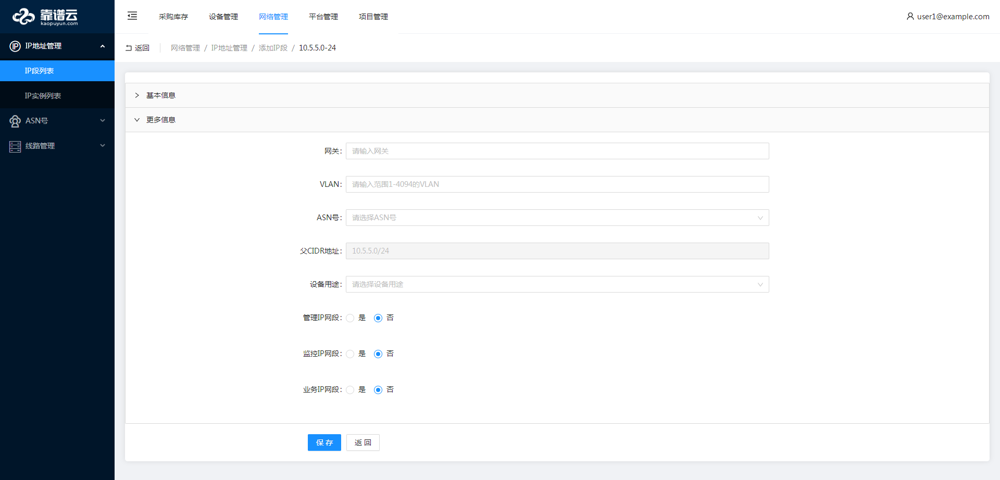 靠谱云
kaopuyun.com
采购库存 设备管理 网络管理 平台管理 项目管理
user1@example.com
返回 网络管理 / IP地址管理 / 添加IP段 / 10.5.5.0-24
IP地址管理
IP段列表
IP实例列表
ASN号
线路管理
基本信息
更多信息
网关: 请输入网关
VLAN: 请输入范围1-4094的VLAN
ASN号: 请选择ASN号
父CIDR地址: 10.5.5.0/24
设备用途: 请选择设备用途
管理IP网段: 是 否
监控IP网段: 是 否
业务IP网段: 是 否
保 存 返 回